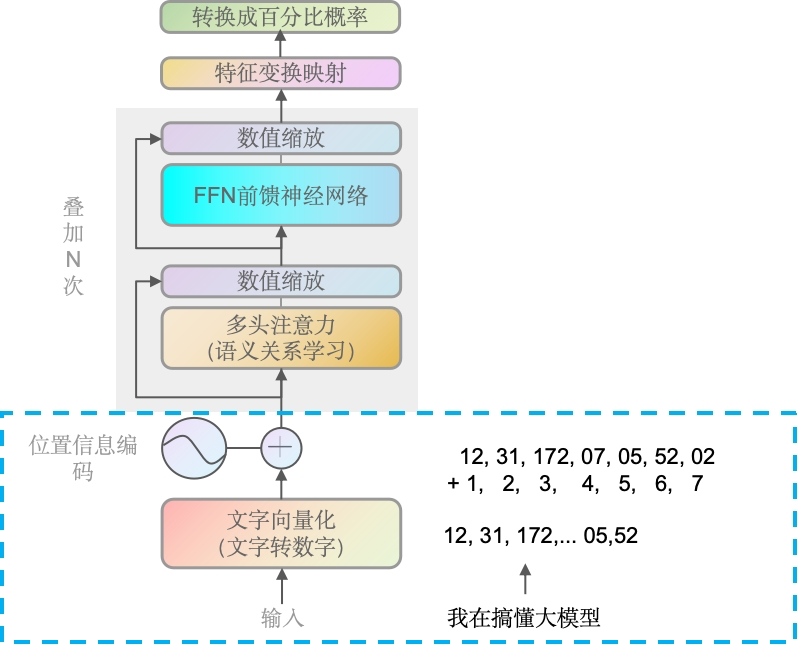 转换成百分比概率
特征变换映射
数值缩放
FFN前馈神经网络
叠
加
N
次
数值缩放
多头注意力
(语义关系学习)
位置信息编
码
12, 31, 172, 07, 05, 52, 02
+ 1, 2, 3, 4, 5, 6, 7
文字向量化
(文字转数字)
12, 31, 172,... 05,52
输入
我在搞懂大模型